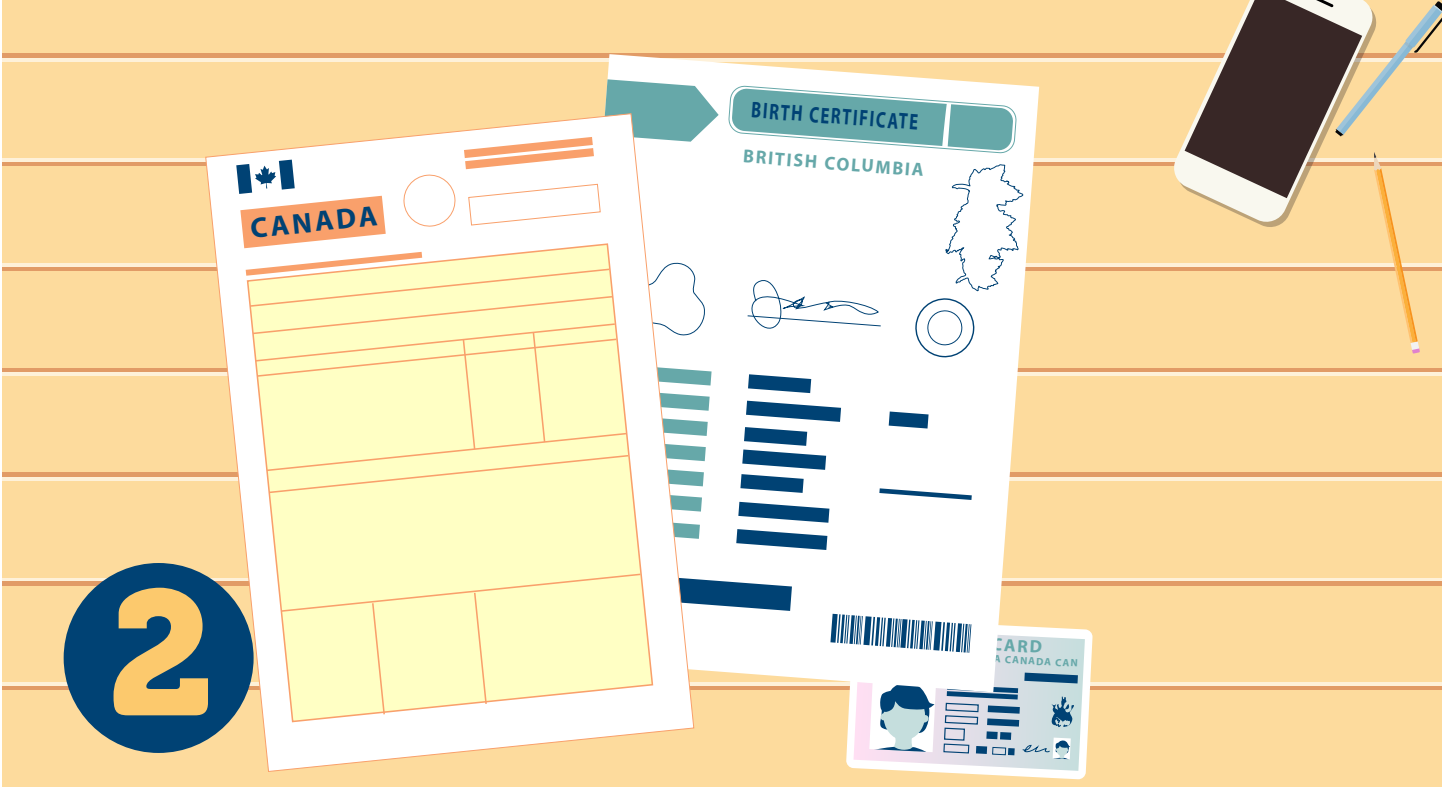 BIRTH CERTIFICATE
BRITISH COLUMBIA
CANADA
2
CARD
CANADA CAN